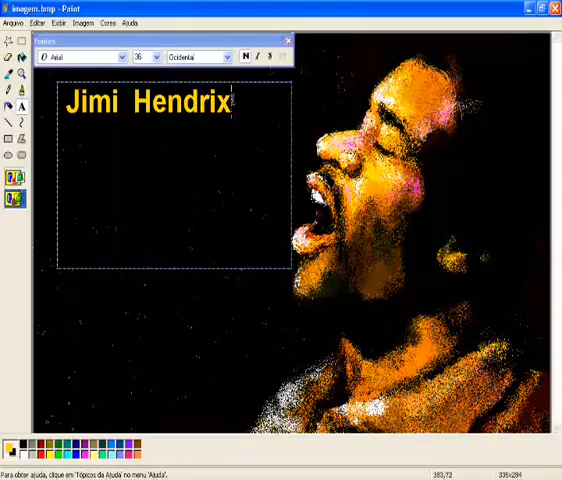 imagem.bmp - Paint
Arquivo Editar Exibir Imagem Cores Ajuda
Fontes
Arial 36 Ocidental N I S
A
Jimi Hendrix
Para obter ajuda, clique em 'Tópicos da Ajuda' no menu 'Ajuda'.
383,72 335x284